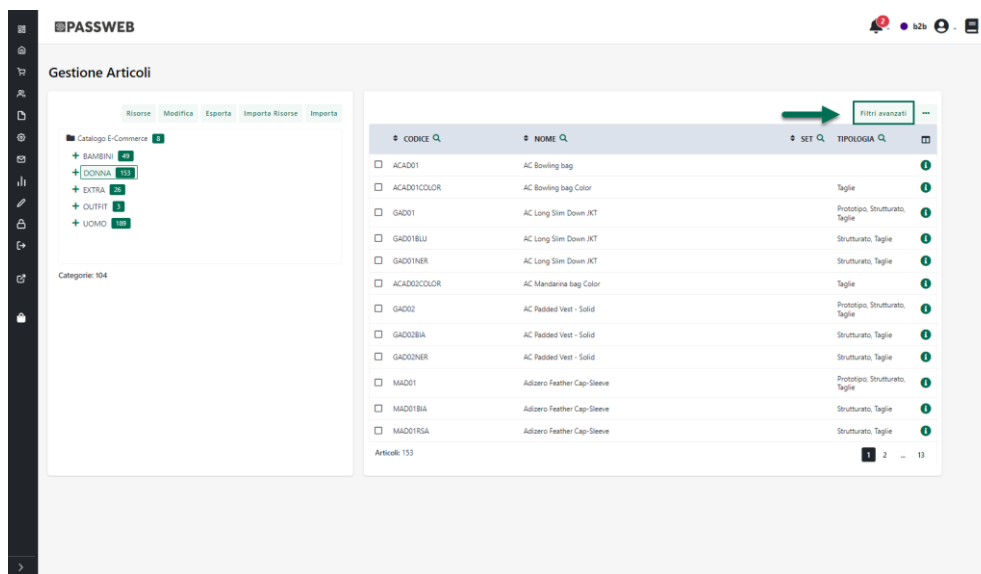 PASSWEB
2
b2b
Gestione Articoli
Risorse Modifica Esporta Importa Risorse Importa
Catalogo E-Commerce 8
BAMBINI 49
DONNA 153
EXTRA 26
OUTFIT 3
UOMO 189
Categorie: 104
Filtri avanzati ...
CODICE NOME SET TIPOLOGIA
ACAD01 AC Bowling bag
ACAD01COLOR AC Bowling bag Color Taglie
GAD01 AC Long Slim Down JKT Prototipo, Strutturato,
Taglie
GAD01BLU AC Long Slim Down JKT Strutturato, Taglie
GAD01NER AC Long Slim Down JKT Strutturato, Taglie
ACAD02COLOR AC Mandarina bag Color Taglie
GAD02 AC Padded Vest - Solid Prototipo, Strutturato,
Taglie
GAD02BIA AC Padded Vest - Solid Strutturato, Taglie
GAD02NER AC Padded Vest - Solid Strutturato, Taglie
MAD01 Adizero Feather Cap-Sleeve Prototipo, Strutturato,
Taglie
MAD01BIA Adizero Feather Cap-Sleeve Strutturato, Taglie
MAD01RSA Adizero Feather Cap-Sleeve Strutturato, Taglie
Articoli: 153
1 2 ... 13